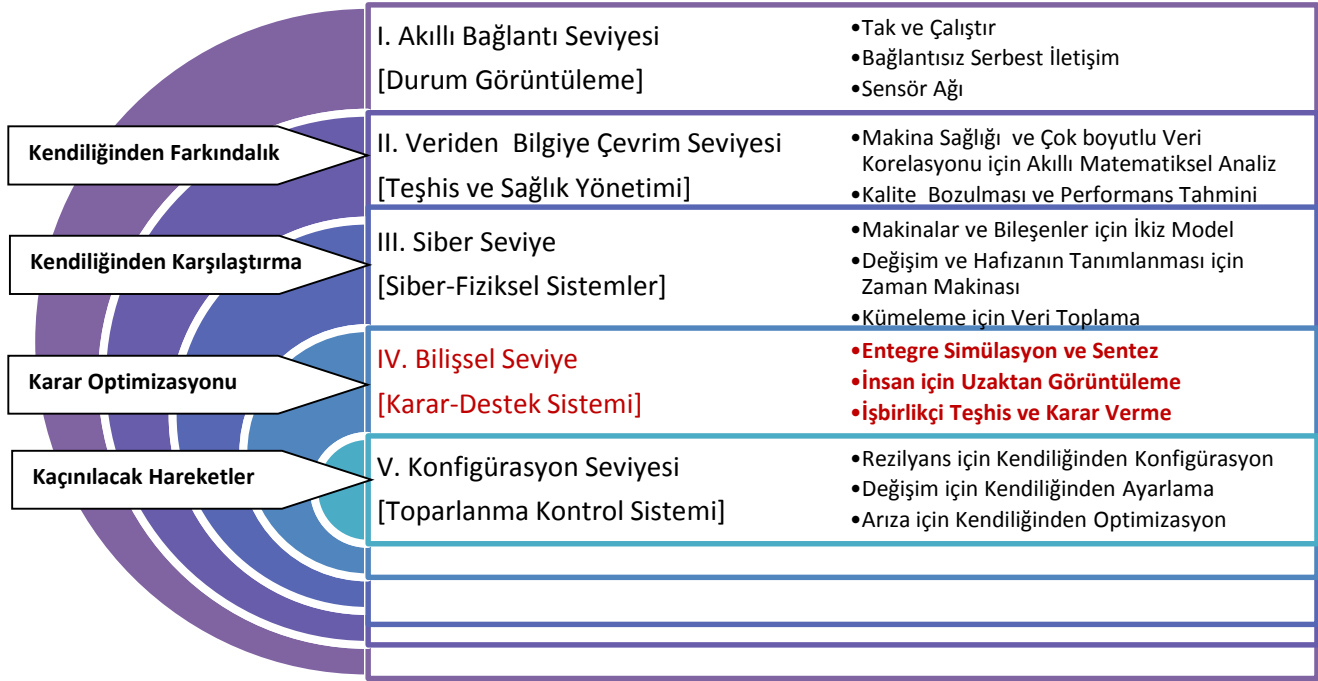 I. Akıllı Bağlantı Seviyesi
[Durum Görüntüleme]
•Tak ve Çalıştır
•Bağlantısız Serbest İletişim
•Sensör Ağı
Kendiliğinden Farkındalık
II. Veriden Bilgiye Çevrim Seviyesi
[Teşhis ve Sağlık Yönetimi]
•Makina Sağlığı ve Çok boyutlu Veri
Korelasyonu için Akıllı Matematiksel Analiz
•Kalite Bozulması ve Performans Tahmini
Kendiliğinden Karşılaştırma
III. Siber Seviye
[Siber-Fiziksel Sistemler]
•Makinalar ve Bileşenler için İkiz Model
•Değişim ve Hafızanın Tanımlanması için
Zaman Makinası
•Kümeleme için Veri Toplama
Karar Optimizasyonu
IV. Bilişsel Seviye
[Karar-Destek Sistemi]
•Entegre Simülasyon ve Sentez
•İnsan için Uzaktan Görüntüleme
•İşbirlikçi Teşhis ve Karar Verme
Kaçınılacak Hareketler
V. Konfigürasyon Seviyesi
[Toparlanma Kontrol Sistemi]
•Rezilyans için Kendiliğinden Konfigürasyon
•Değişim için Kendiliğinden Ayarlama
•Arıza için Kendiliğinden Optimizasyon